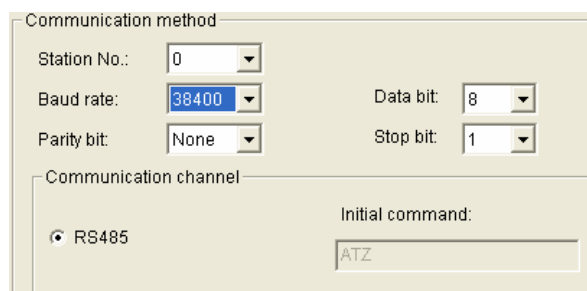 Communication method
Station No.: 0
Baud rate: 38400 Data bit: 8
Parity bit: None Stop bit: 1
Communication channel
Initial command:
RS485
ATZ